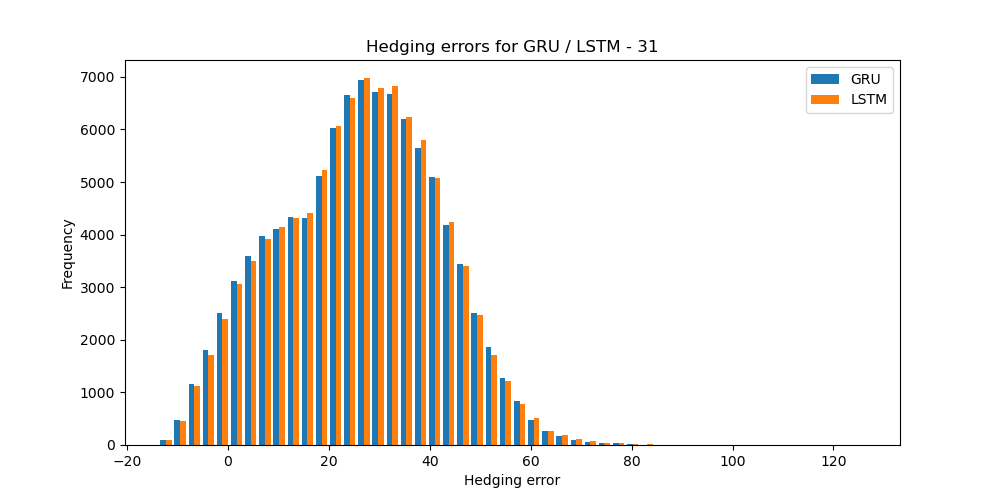 Hedging errors for GRU / LSTM - 31
GRU
LSTM
Frequency
7000
6000
5000
4000
3000
2000
1000
0
−20 0 20 40 60 80 100 120
Hedging error